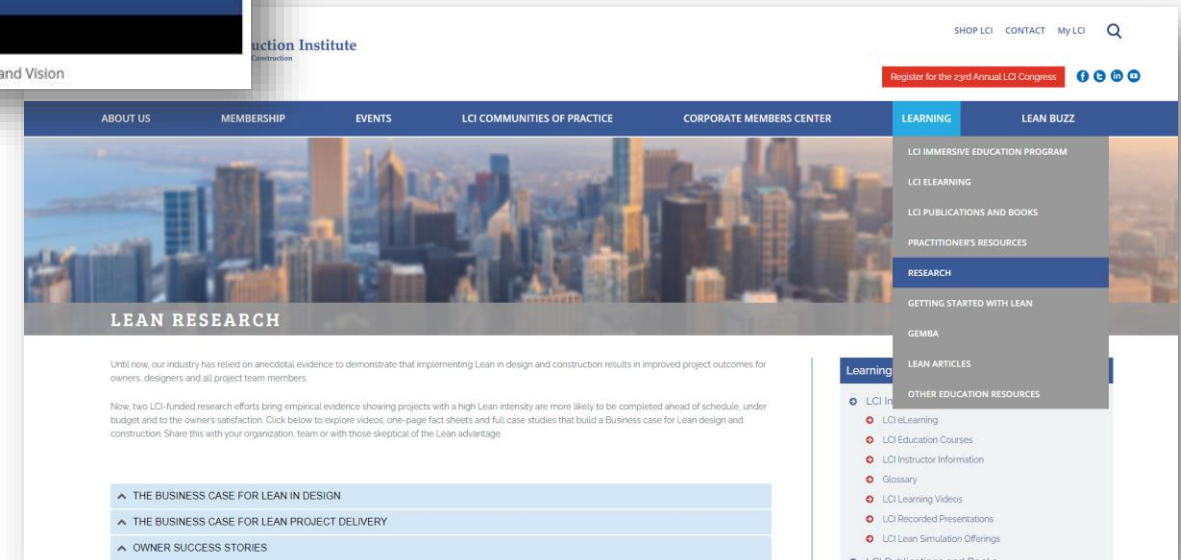 and Vision
uction Institute
Construction
SHOP LCI CONTACT My LCI
Register for the 23rd Annual LCI Congress
ABOUT US MEMBERSHIP EVENTS LCI COMMUNITIES OF PRACTICE CORPORATE MEMBERS CENTER LEARNING LEAN BUZZ
LCI IMMERSIVE EDUCATION PROGRAM
LCI ELEARNING
LCI PUBLICATIONS AND BOOKS
PRACTITIONER'S RESOURCES
RESEARCH
GETTING STARTED WITH LEAN
GEMBA
LEAN ARTICLES
OTHER EDUCATION RESOURCES
LEAN RESEARCH
Until now, our industry has relied on anecdotal evidence to demonstrate that implementing Lean in design and construction results in improved project outcomes for
owners, designers and all project team members.
Now, two LCI-funded research efforts bring empirical evidence showing projects with a high Lean intensity are more likely to be completed ahead of schedule, under
budget and to the owner's satisfaction. Click below to explore videos, one-page fact sheets and full case studies that build a Business case for Lean design and
construction. Share this with your organization, team or with those skeptical of the Lean advantage.
THE BUSINESS CASE FOR LEAN IN DESIGN
THE BUSINESS CASE FOR LEAN PROJECT DELIVERY
OWNER SUCCESS STORIES
Learning
LCI In
LCI eLearning
LCI Education Courses
LCI Instructor Information
Glossary
LCI Learning Videos
LCI Recorded Presentations
LCI Lean Simulation Offerings
LCI Publications and Books